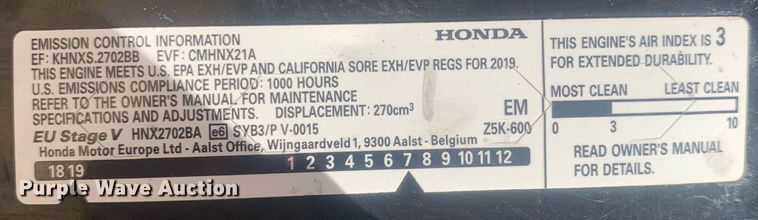 EMISSION CONTROL INFORMATION
HONDA
EF: KHNXS.2702BB EVF: CMHNX21A
THIS ENGINE MEETS U.S. EPA EXH/EVP AND CALIFORNIA SORE EXH/EVP REGS FOR 2019.
U.S. EMISSIONS COMPLIANCE PERIOD: 1000 HOURS
REFER TO THE OWNER'S MANUAL FOR MAINTENANCE
SPECIFICATIONS AND ADJUSTMENTS. DISPLACEMENT: 270cm³
EM
EU Stage V HNX2702BA e6 SYB3/P V-0015
Z5K-600
Honda Motor Europe Ltd - Aalst Office, Wijngaardveld 1, 9300 Aalst - Belgium
18 19 1 2 3 4 5 6 7 8 9 10 11 12
THIS ENGINE'S AIR INDEX IS 3
FOR EXTENDED DURABILITY.
MOST CLEAN LEAST CLEAN
0 3 10
READ OWNER'S MANUAL
FOR DETAILS.
Purple Wave Auction